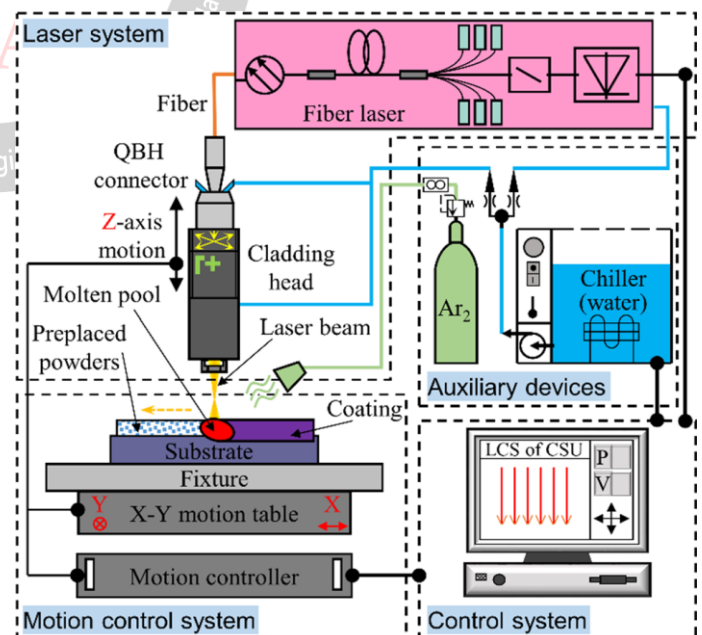 Laser system
Fiber
Fiber laser
QBH
connector
Z-axis
motion
Cladding
head
Molten pool
Laser beam
Preplaced
powders
Coating
Substrate
Fixture
Y
X-Y motion table
X
Motion controller
Motion control system
Ar₂
Chiller
(water)
Auxiliary devices
LCS of CSU
P
V
Control system